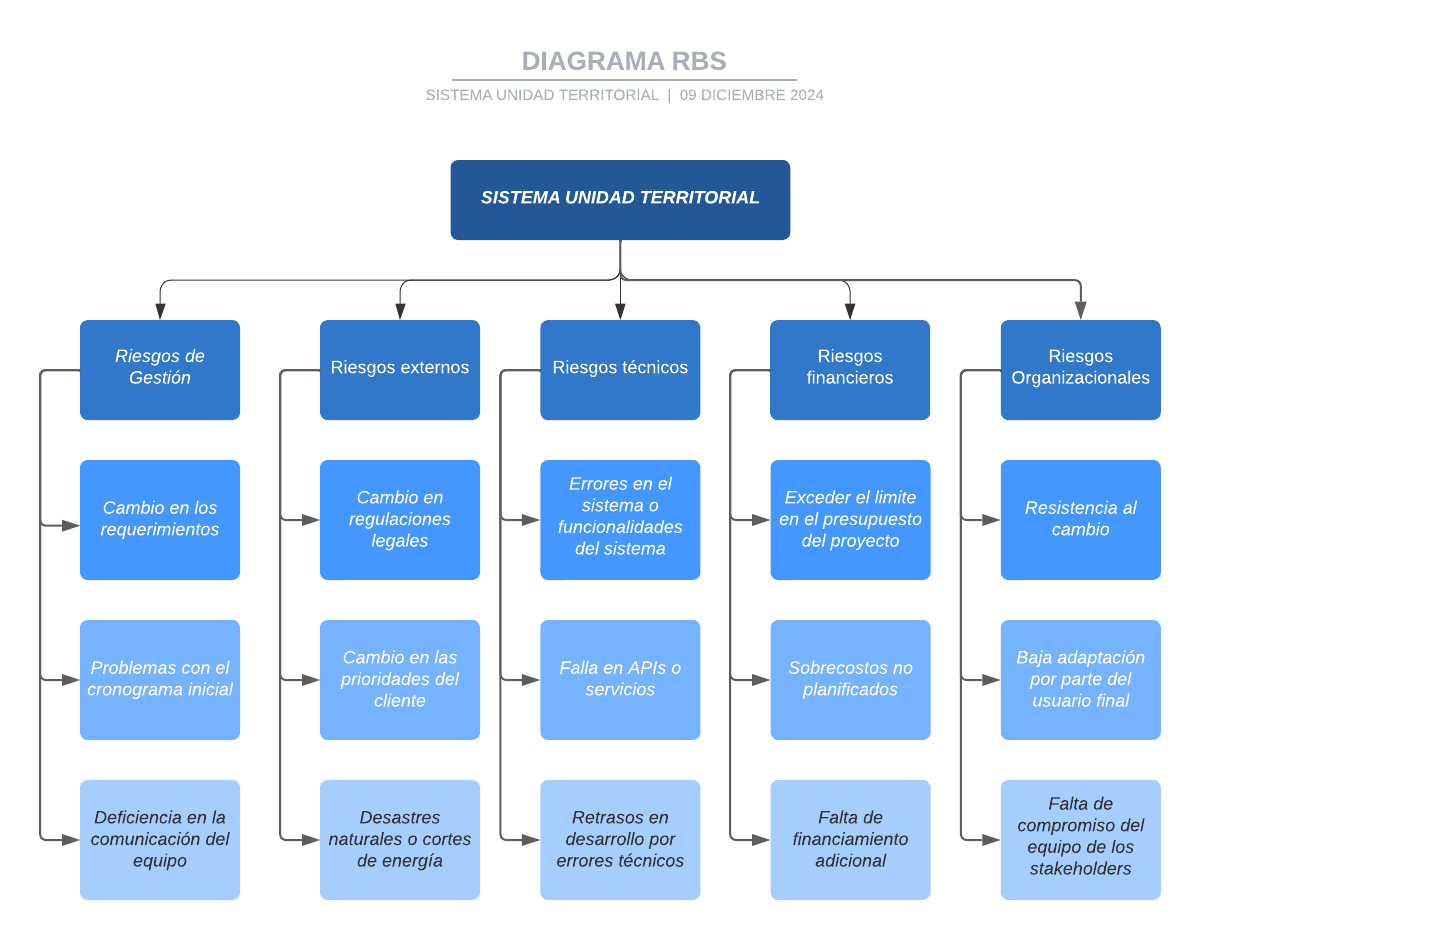 DIAGRAMA RBS
SISTEMA UNIDAD TERRITORIAL | 09 DICIEMBRE 2024
SISTEMA UNIDAD TERRITORIAL
Riesgos de
Gestión
Riesgos externos
Riesgos técnicos
Riesgos
financieros
Riesgos
Organizacionales
Cambio en los
requerimientos
Cambio en
regulaciones
legales
Errores en el
sistema o
funcionalidades
del sistema
Exceder el limite
en el presupuesto
del proyecto
Resistencia al
cambio
Problemas con el
cronograma inicial
Cambio en las
prioridades del
cliente
Falla en APIs o
servicios
Sobrecostos no
planificados
Baja adaptación
por parte del
usuario final
Deficiencia en la
comunicación del
equipo
Desastres
naturales o cortes
de energía
Retrasos en
desarrollo por
errores técnicos
Falta de
financiamiento
adicional
Falta de
compromiso del
equipo de los
stakeholders